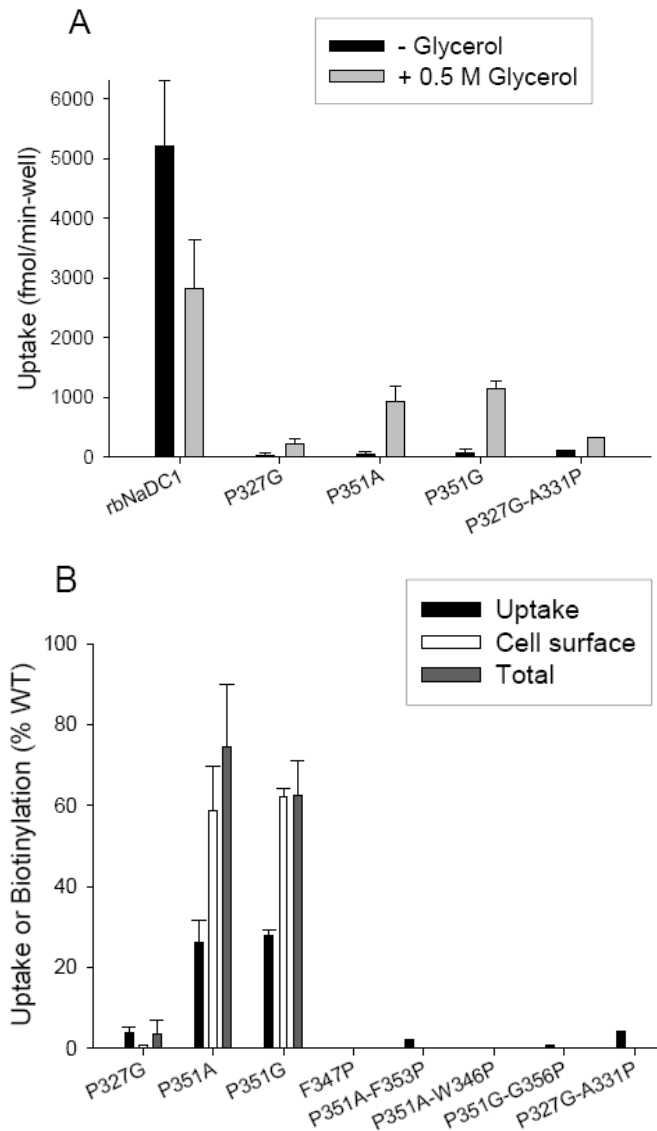 A
- Glycerol
+ 0.5 M Glycerol
Uptake (fmol/min-well)
6000
5000
4000
3000
2000
1000
0
rbNaDC1
P327G
P351A
P351G
P327G-A331P
B
Uptake
Cell surface
Total
Uptake or Biotinylation (% WT)
100
80
60
40
20
0
P327G
P351A
P351G
F347P
P351A-F353P
P351A-W346P
P351G-G356P
P327G-A331P